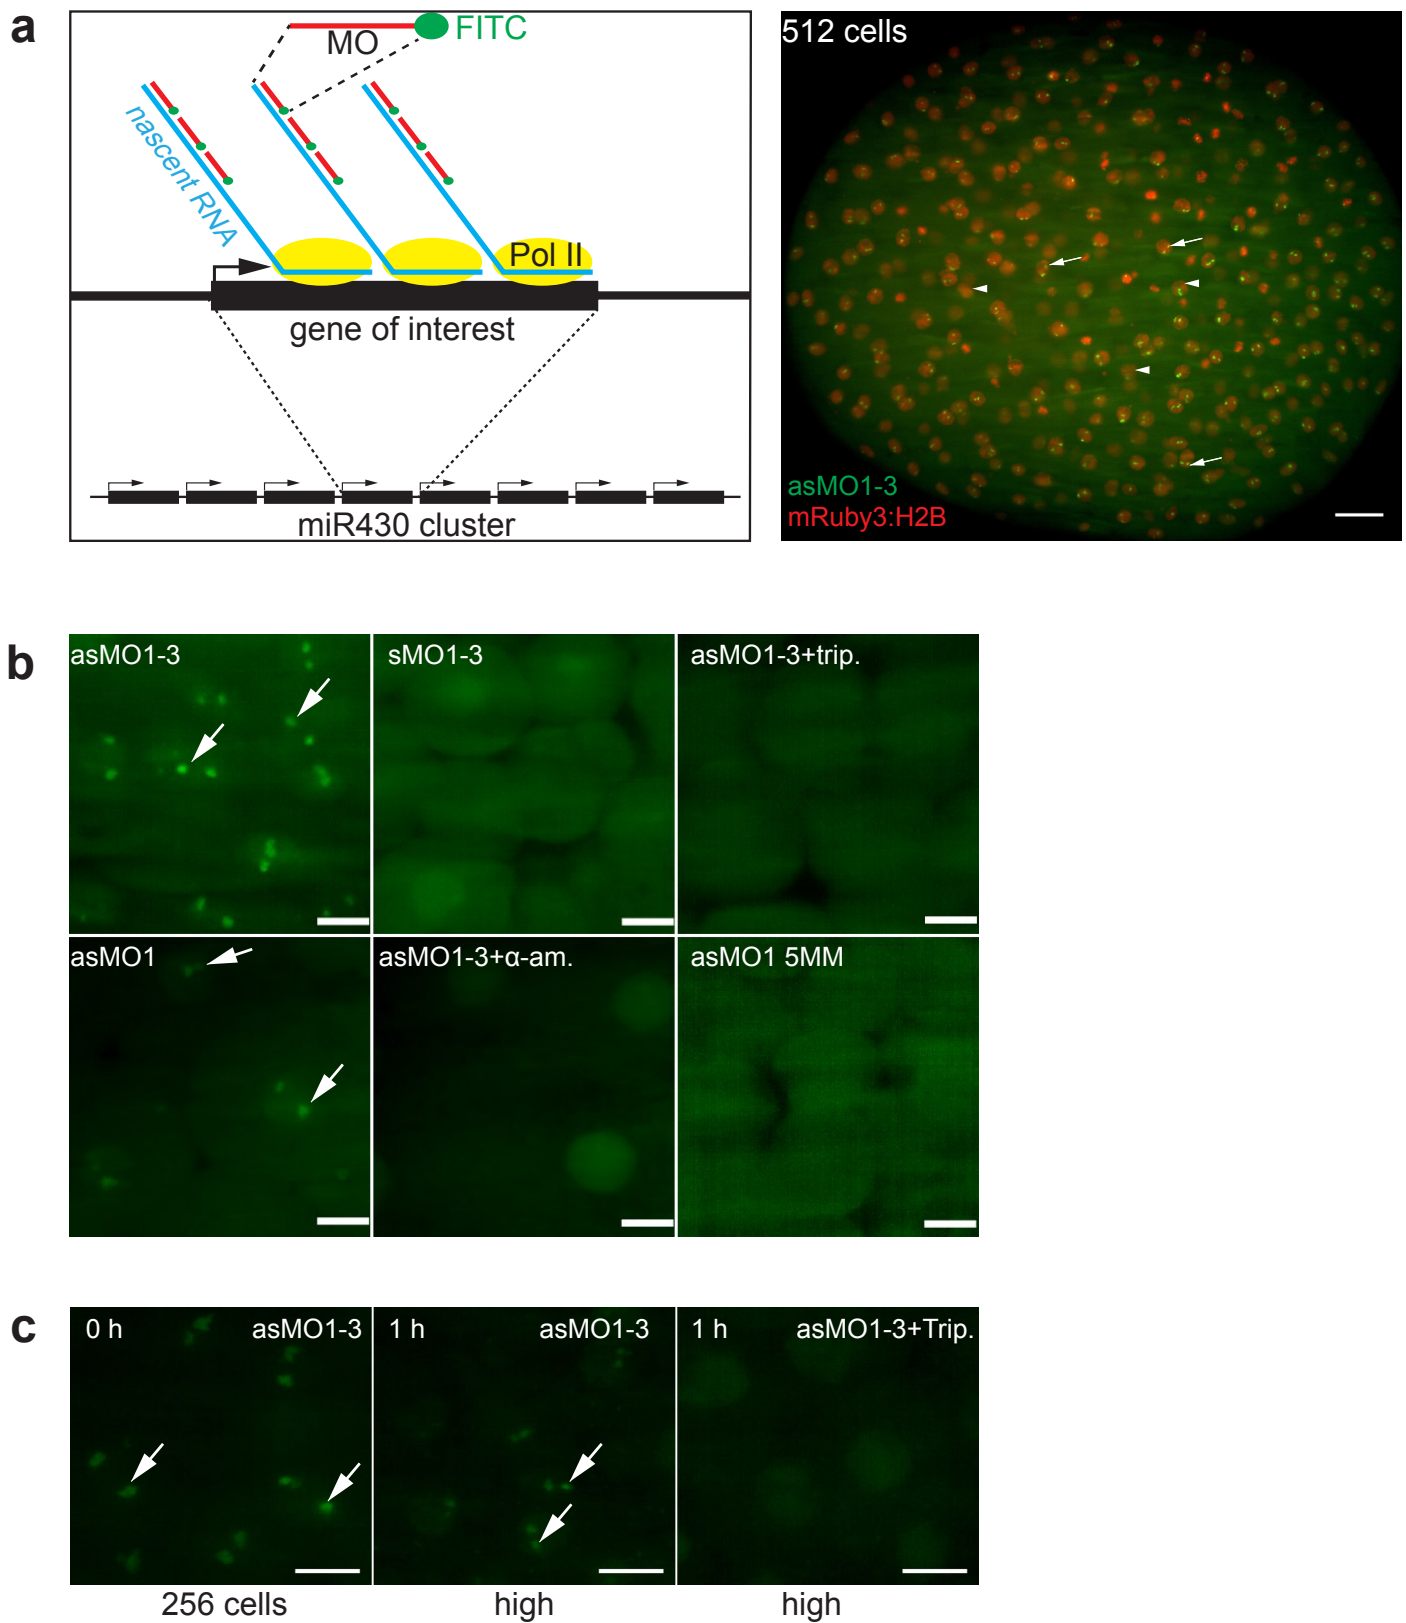 a
MO
FITC
nascent RNA
Pol II
gene of interest
miR430 cluster
512 cells
asMO1-3
mRuby3:H2B
b
asMO1-3
sMO1-3
asMO1-3+trip.
asMO1
asMO1-3+α-am.
asMO1 5MM
c
0 h
asMO1-3
1 h
asMO1-3
1 h
asMO1-3+Trip.
256 cells
high
high